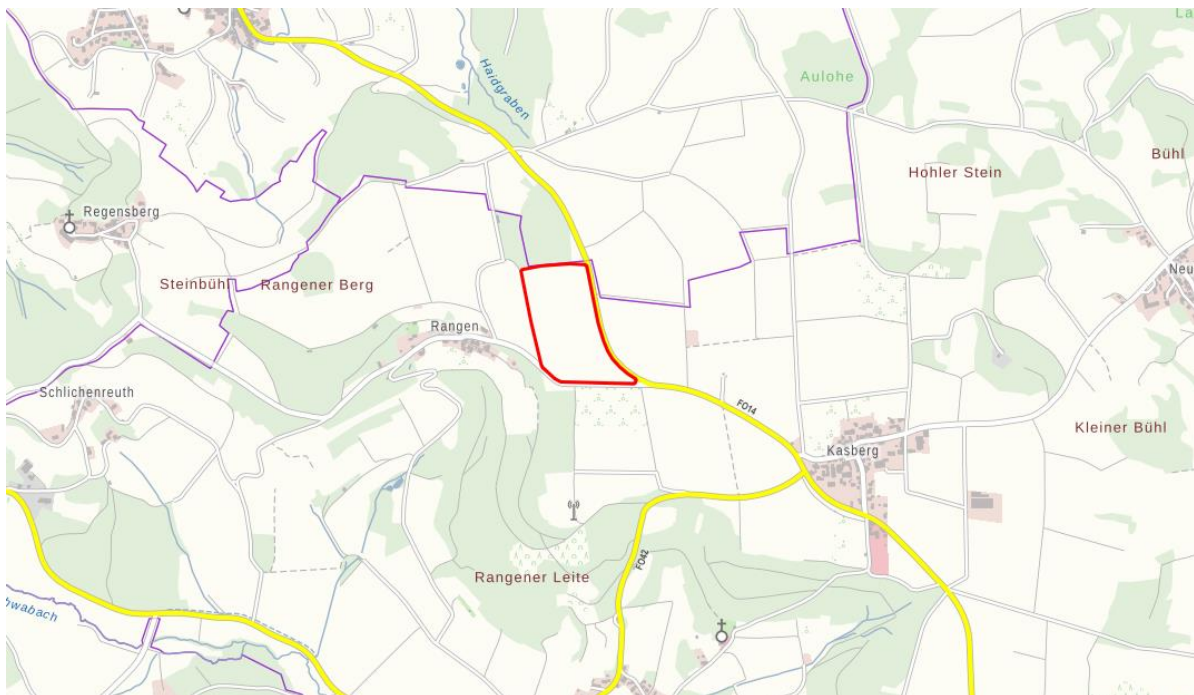 La
Haidgraben
Aulohe
Bühl
Hohler Stein
Regensberg
Steinbühl
Rangener Berg
Neu
Rangen
Schlichenreuth
FO14
Kleiner Bühl
Kasberg
FO42
Rangener Leite
hwabach